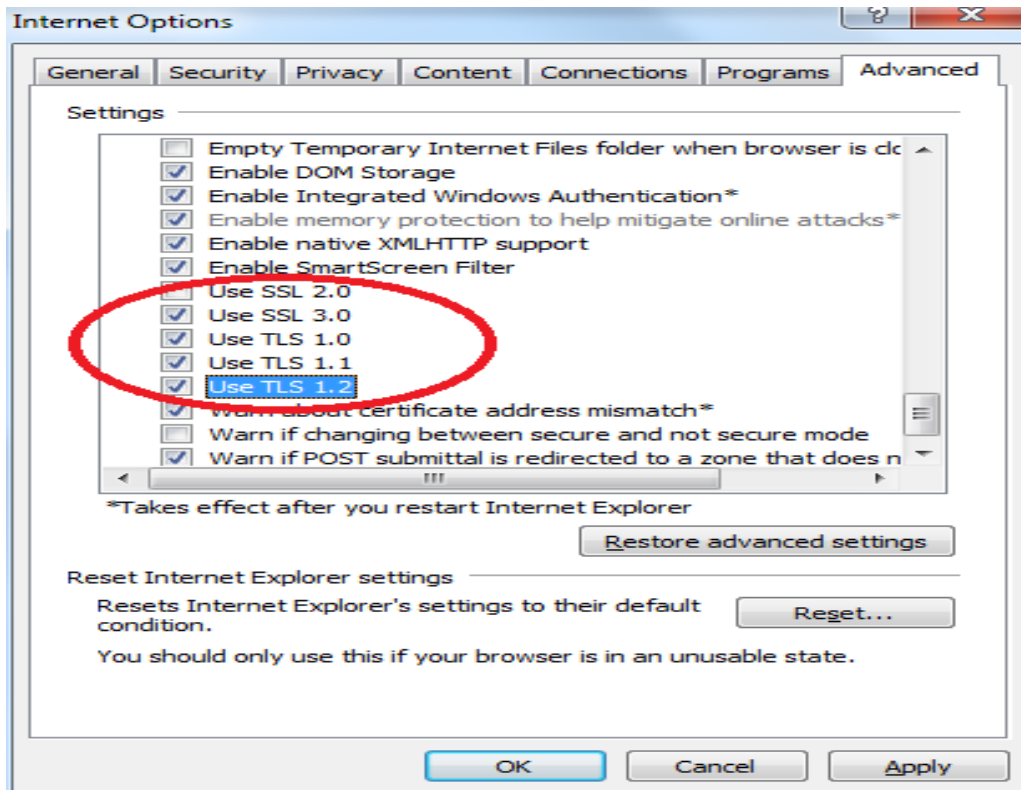 Internet Options
General Security Privacy Content Connections Programs Advanced
Settings
Empty Temporary Internet Files folder when browser is clc
Enable DOM Storage
Enable Integrated Windows Authentication*
Enable memory protection to help mitigate online attacks*
Enable native XMLHTTP support
Enable SmartScreen Filter
Use SSL 2.0
Use SSL 3.0
Use TLS 1.0
Use TLS 1.1
Use TLS 1.2
Warn about certificate address mismatch*
Warn if changing between secure and not secure mode
Warn if POST submittal is redirected to a zone that does n
*Takes effect after you restart Internet Explorer
Restore advanced settings
Reset Internet Explorer settings
Resets Internet Explorer's settings to their default
condition.
Reset...
You should only use this if your browser is in an unusable state.
OK Cancel Apply